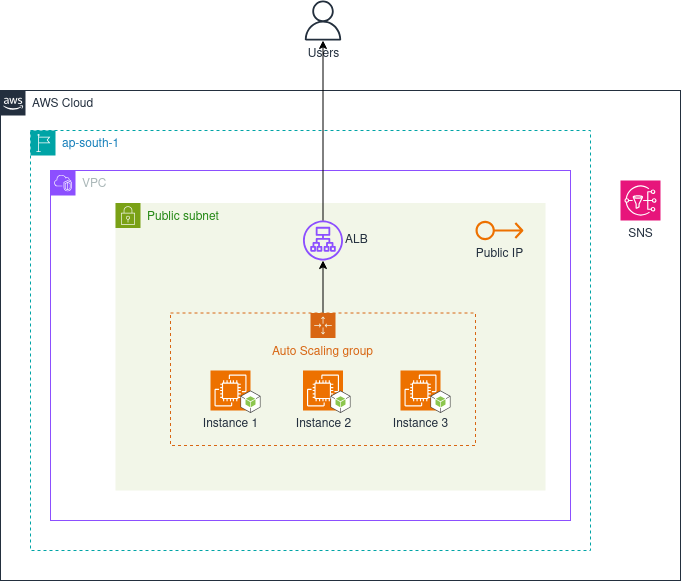 Users
aws
AWS Cloud
ap-south-1
VPC
Public subnet
ALB
Public IP
SNS
Auto Scaling group
Instance 1
Instance 2
Instance 3